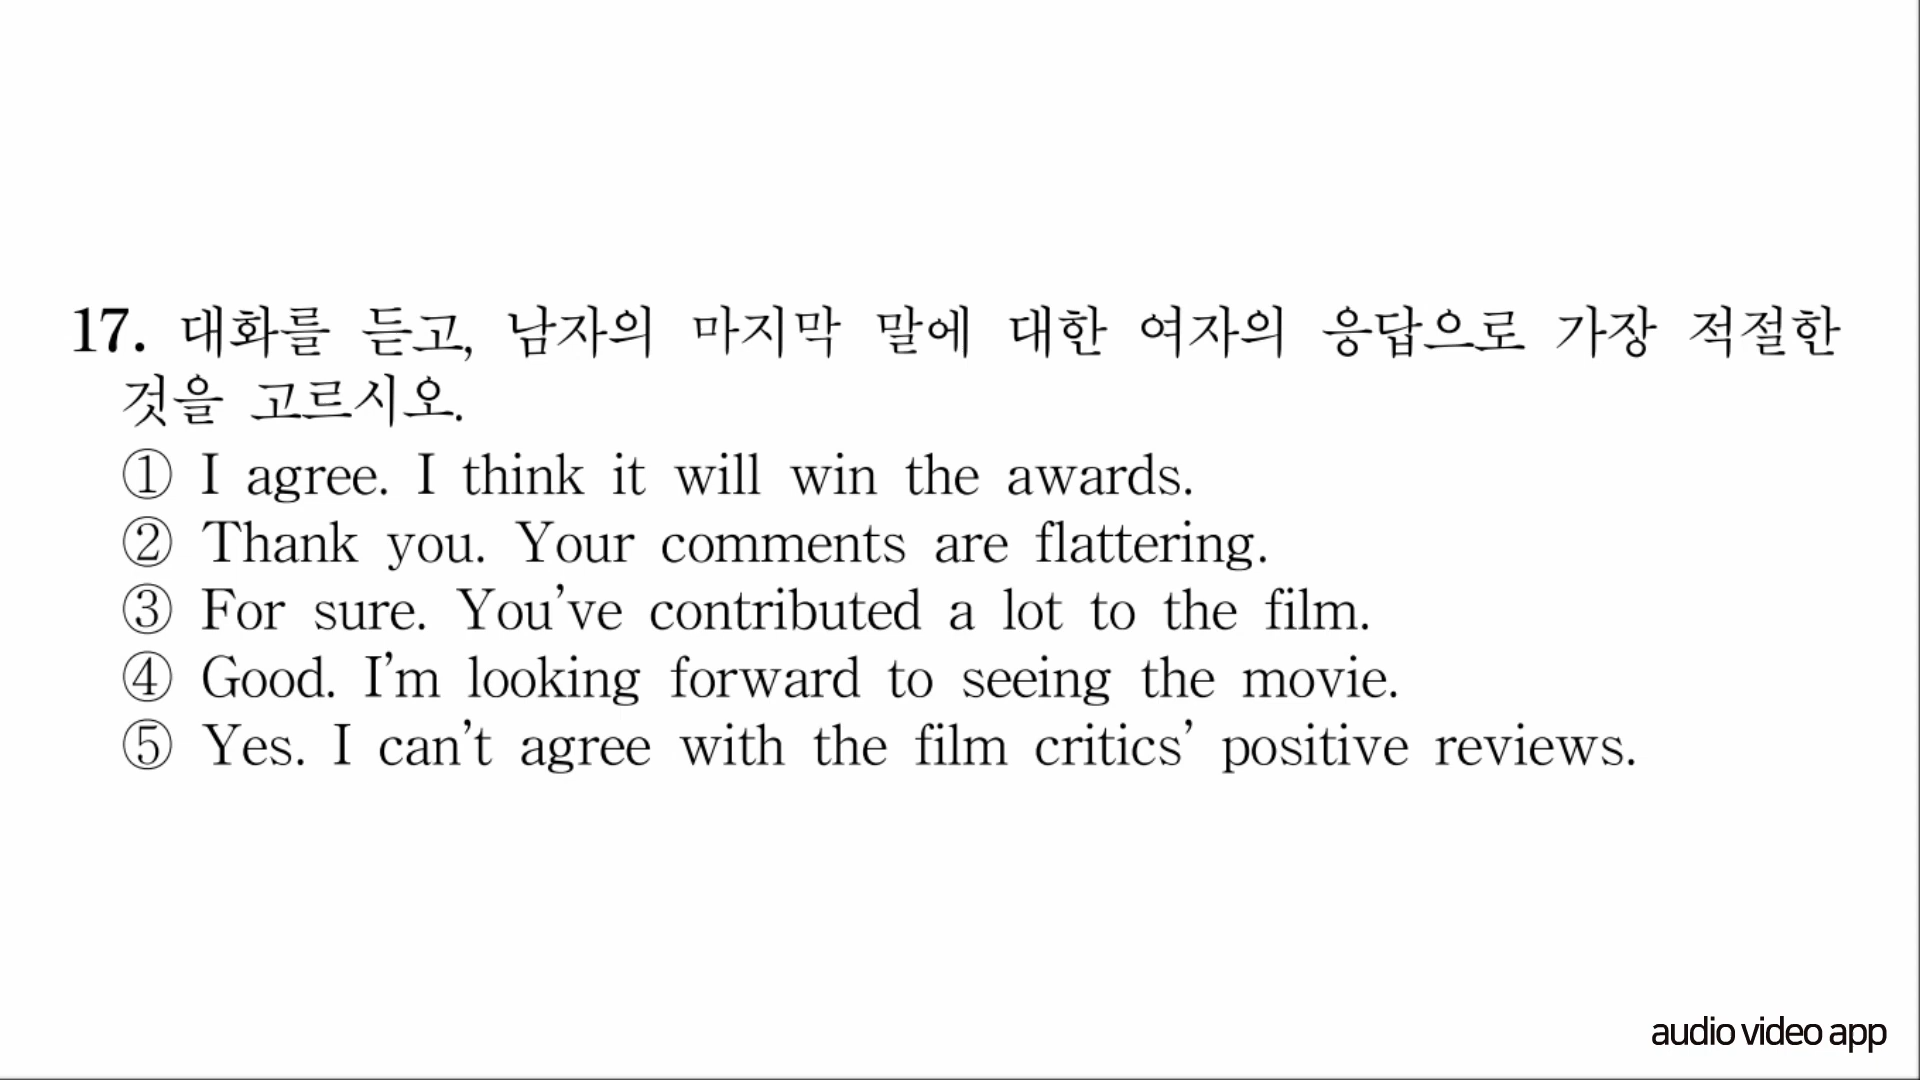 17. 대화를 듣고, 남자의 마지막 말에 대한 여자의 응답으로 가장 적절한
것을 고르시오.
① I agree. I think it will win the awards.
② Thank you. Your comments are flattering.
③ For sure. You’ve contributed a lot to the film.
④ Good. I’m looking forward to seeing the movie.
⑤ Yes. I can’t agree with the film critics’ positive reviews.
audio video app